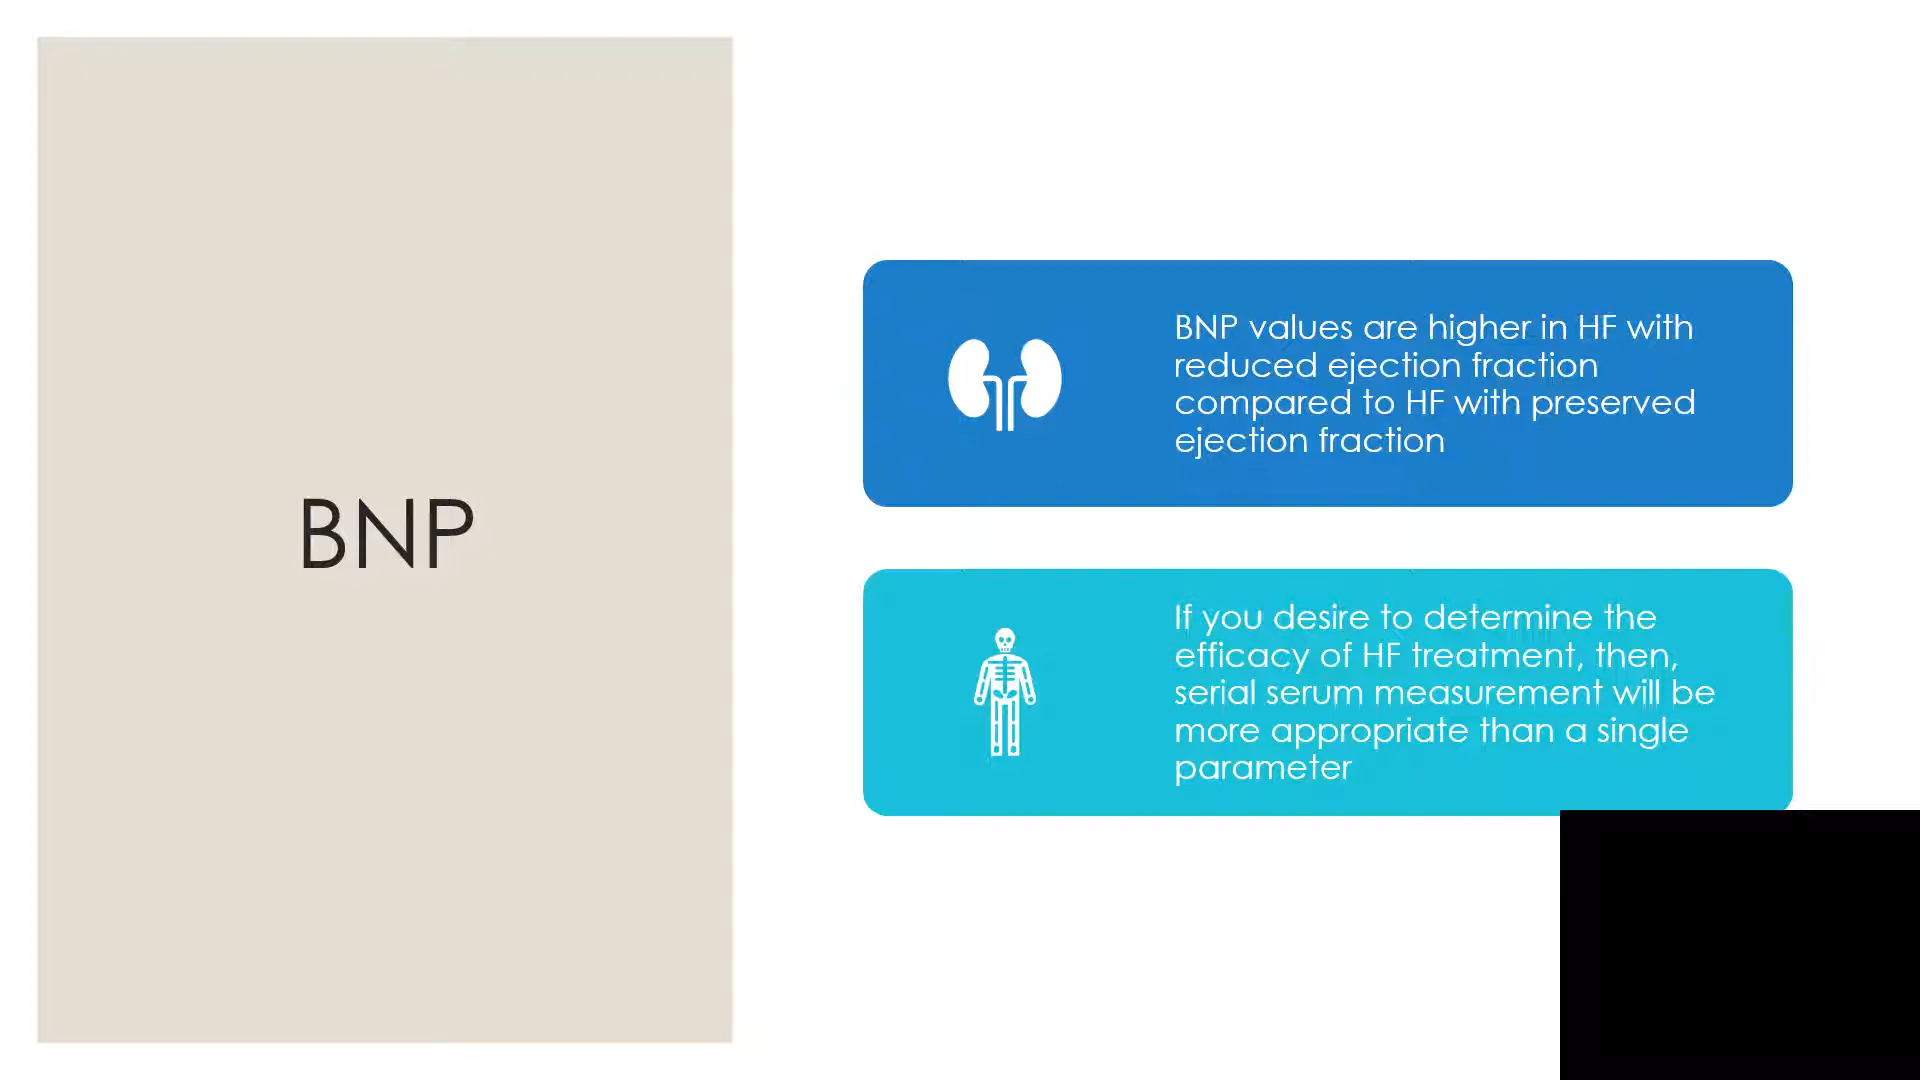 BNP
BNP values are higher in HF with
reduced ejection fraction
compared to HF with preserved
ejection fraction
If you desire to determine the
efficacy of HF treatment, then,
serial serum measurement will be
more appropriate than a single
parameter